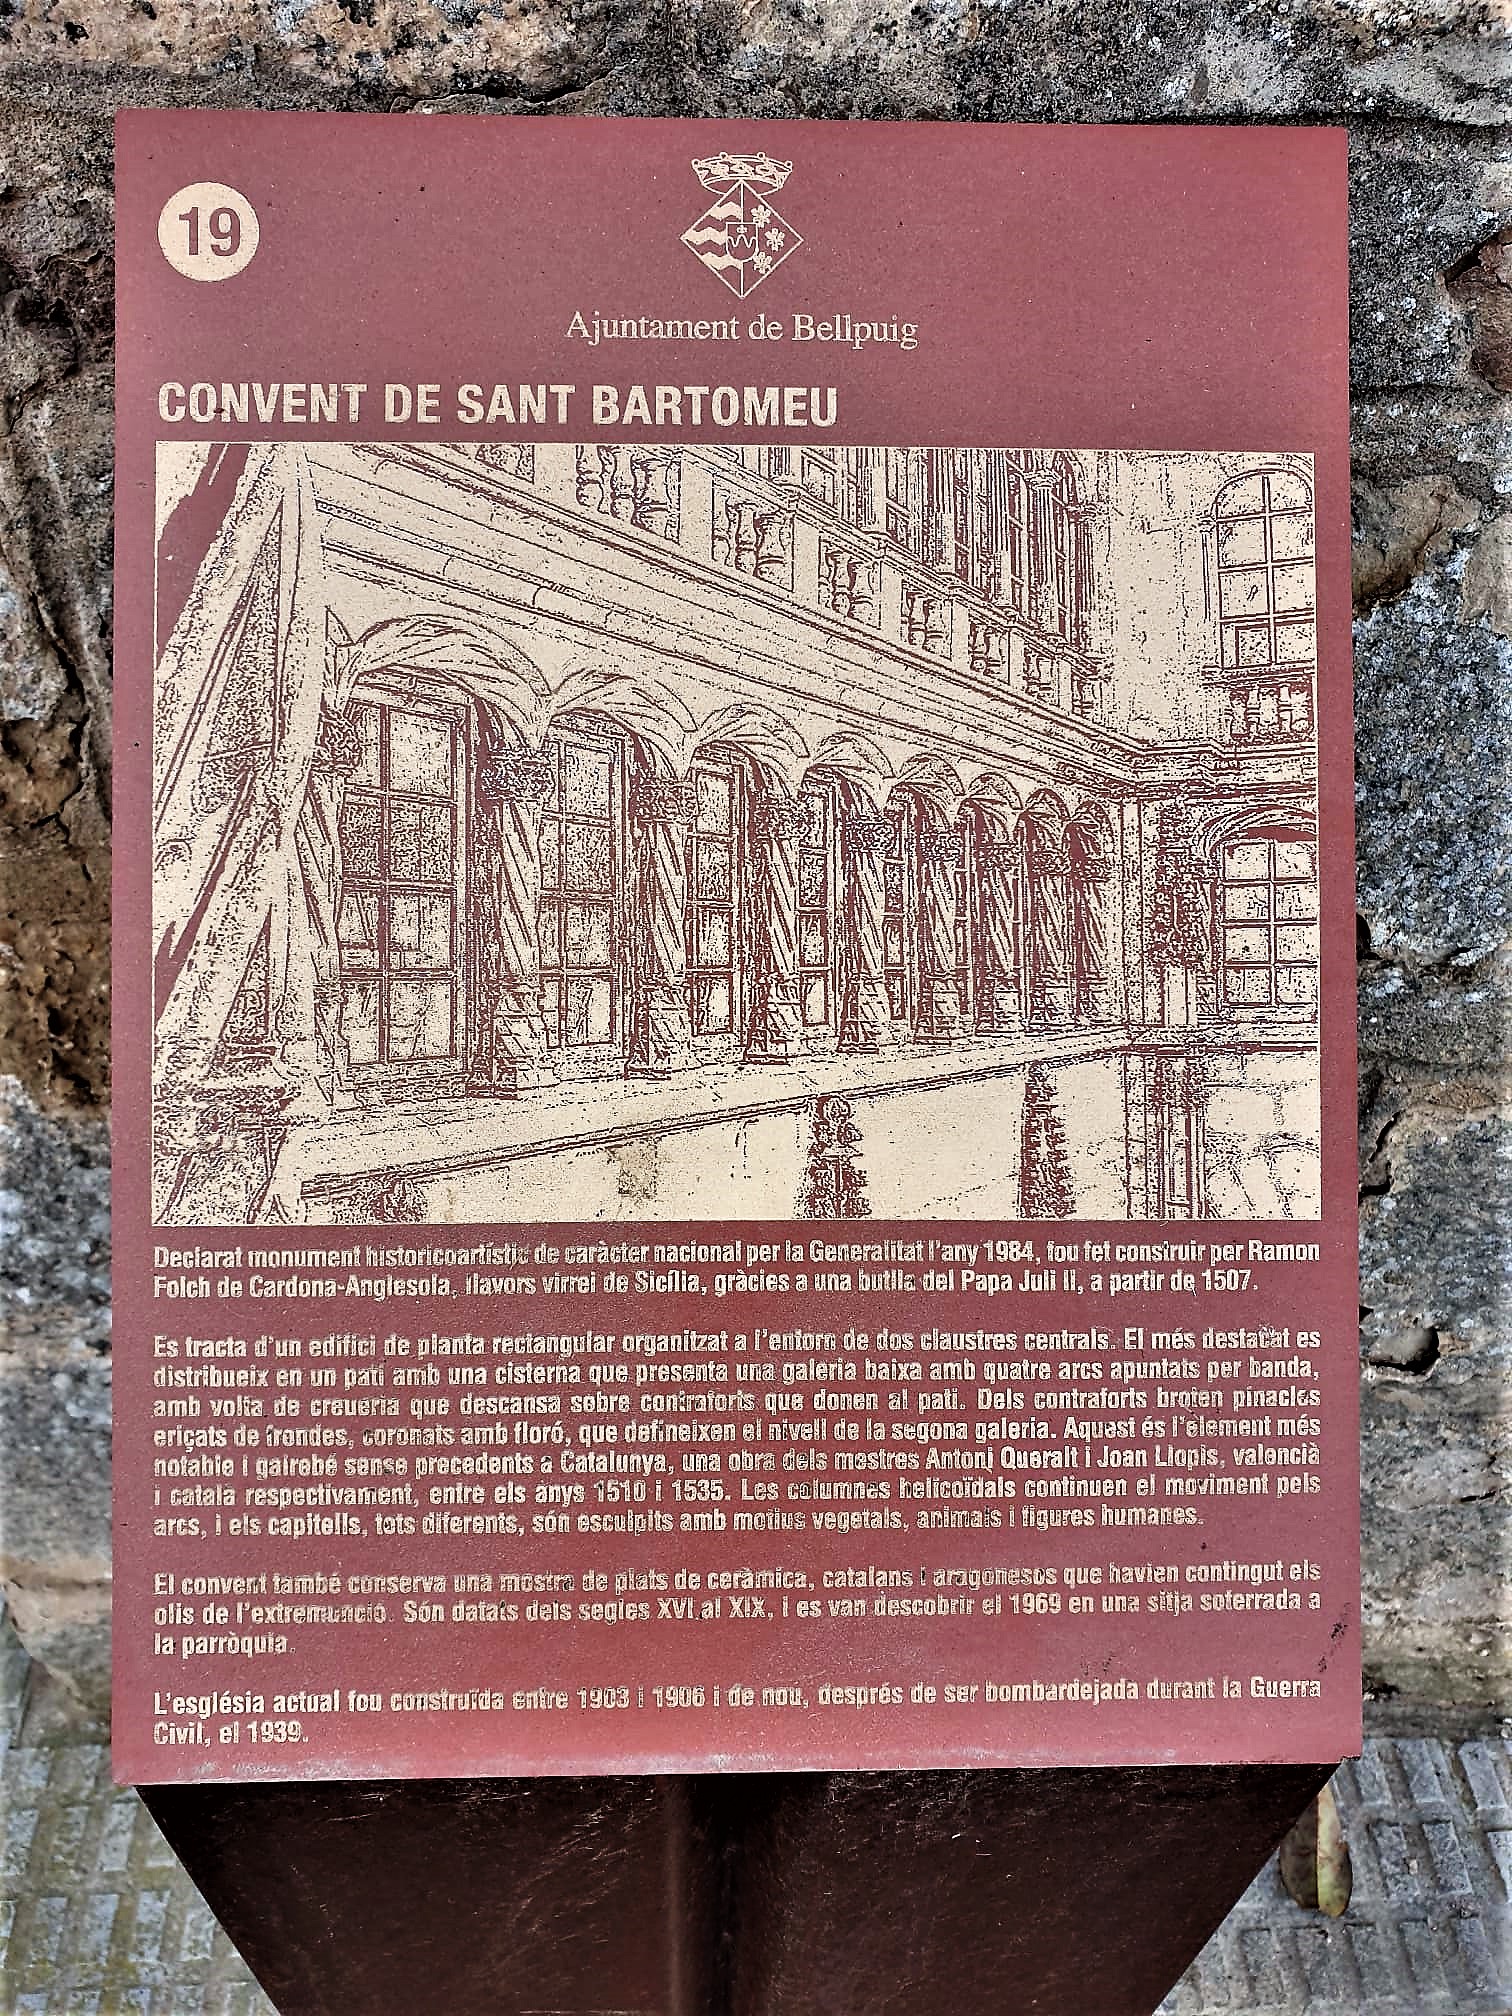 19
Ajuntament de Bellpuig
CONVENT DE SANT BARTOMEU
Declarat monument historicoartístic de caràcter nacional per la Generalitat l'any 1984, fou fet construir per Ramon
Folch de Cardona-Anglesola, llavors virrei de Sicília, gràcies a una butlla del Papa Juli II, a partir de 1507.
Es tracta d'un edifici de planta rectangular organitzat a l'entorn de dos claustres centrals. El més destacat es
distribueix en un pati amb una cisterna que presenta una galeria baixa amb quatre arcs apuntats per banda,
amb volta de creueria que descansa sobre contraforts que donen al pati. Dels contraforts broten pinacles
eriçats de frondes, coronats amb floró, que defineixen el nivell de la segona galeria. Aquest és l'element més
notable i gairebé sense precedents a Catalunya, una obra dels mestres Antoni Queralt i Joan Llopis, valencià
i català respectivament, entre els anys 1510 i 1535. Les columnes helicoïdals continuen el moviment pels
arcs, i els capitells, tots diferents, són esculpits amb motius vegetals, animals i figures humanes.
El convent també conserva una mostra de plats de ceràmica, catalans i aragonesos que havien contingut els
olis de l'extremunció. Són datats dels segles XVI al XIX, i es van descobrir el 1969 en una sitja soterrada a
la parròquia.
L'església actual fou construïda entre 1903 i 1906 i de nou, després de ser bombardejada durant la Guerra
Civil, el 1939.